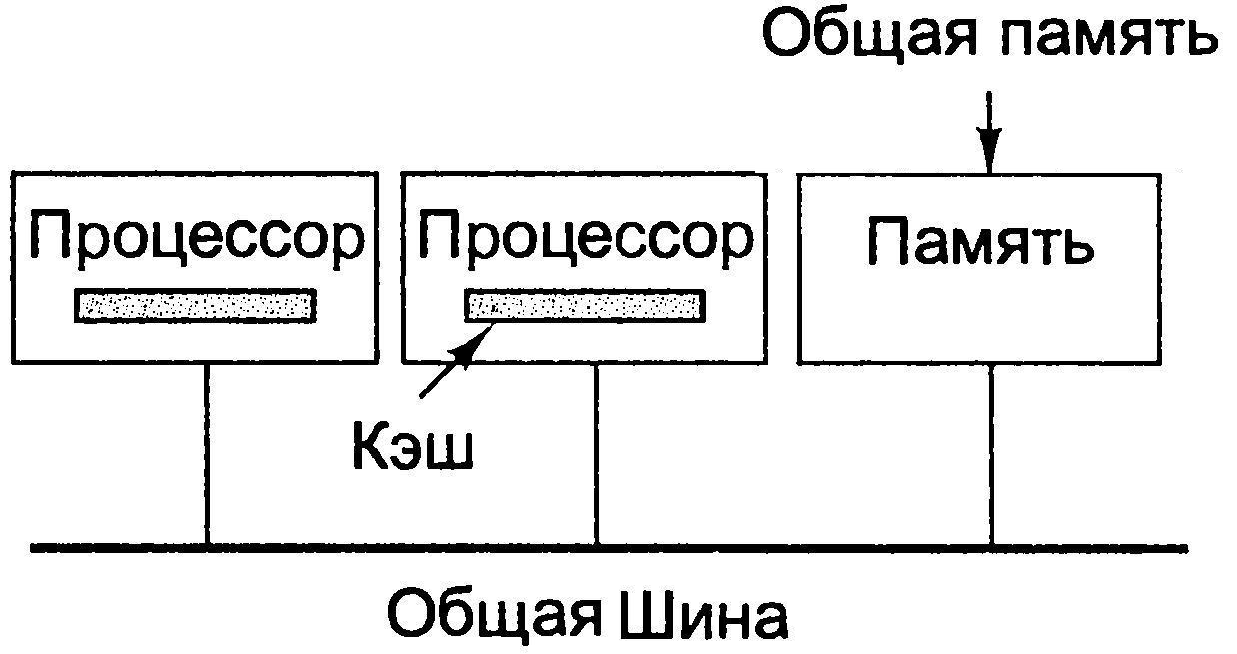 Общая память
Процессор
Процессор
Память
Кэш
Общая Шина